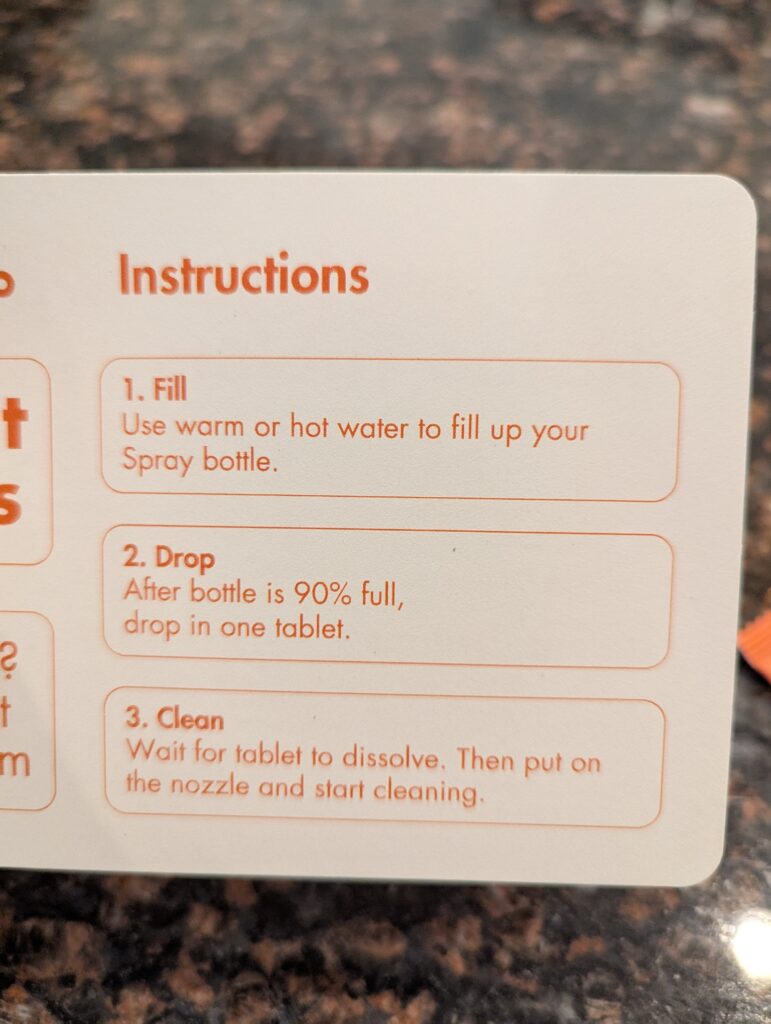 Instructions
1. Fill
Use warm or hot water to fill up your
Spray bottle.
2. Drop
After bottle is 90% full,
drop in one tablet.
3. Clean
Wait for tablet to dissolve. Then put on
the nozzle and start cleaning.